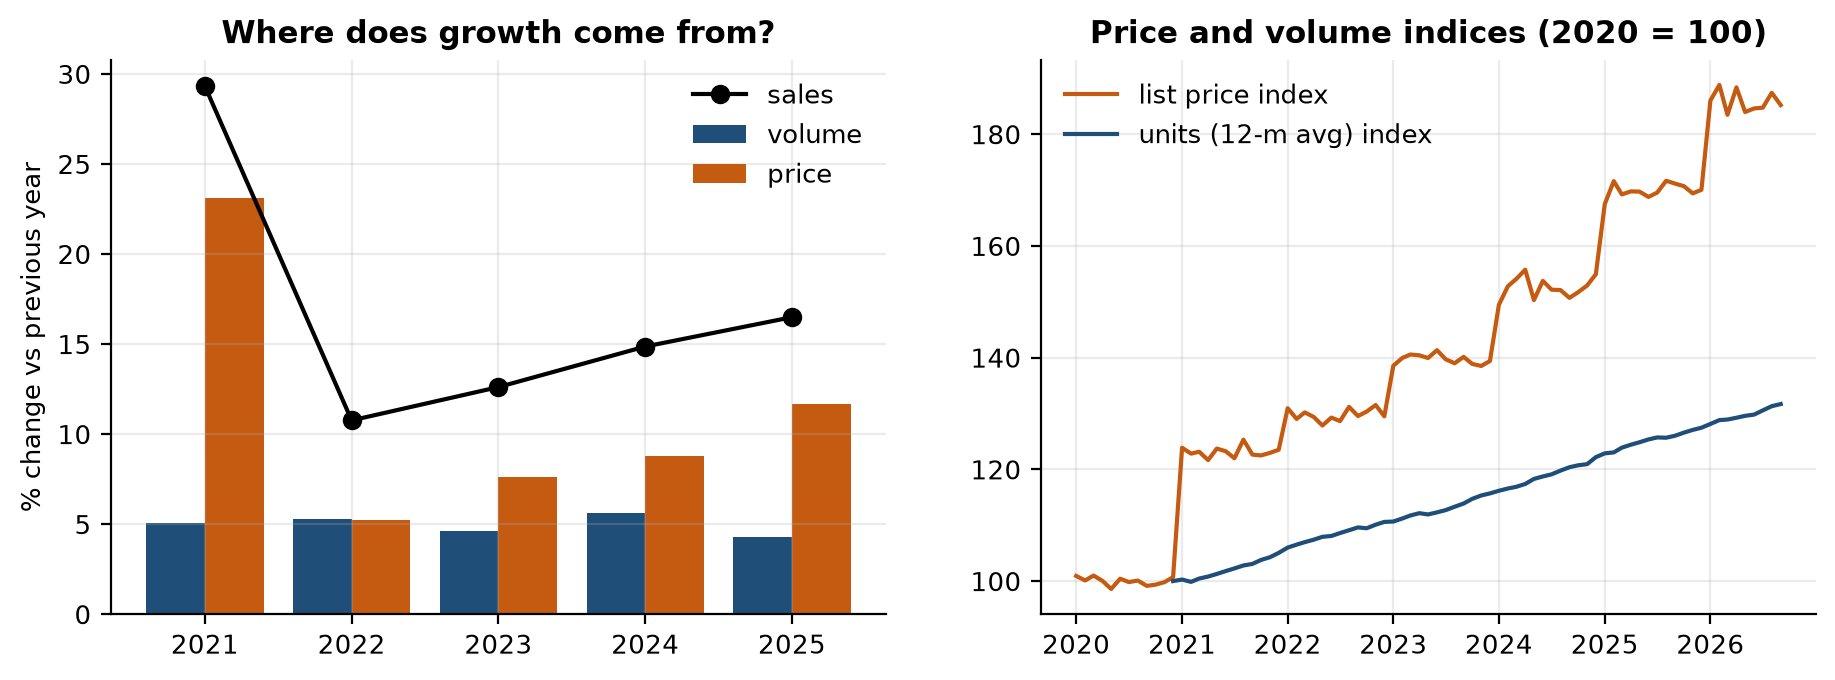 Where does growth come from?
% change vs previous year
30
25
20
15
10
5
0
sales
volume
price
2021 2022 2023 2024 2025
Price and volume indices (2020 = 100)
list price index
units (12-m avg) index
180
160
140
120
100
2020 2021 2022 2023 2024 2025 2026